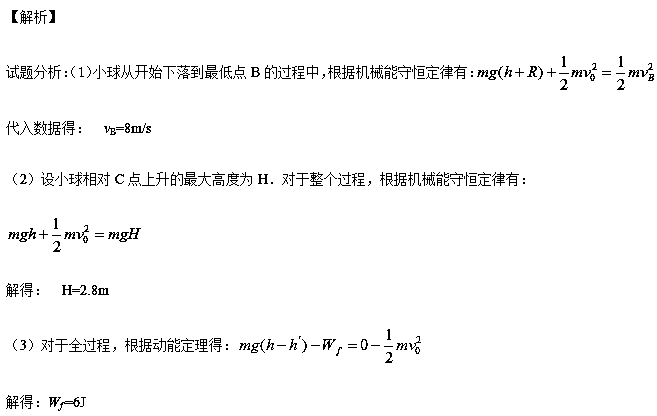 【解析】
试题分析:(1)小球从开始下落到最低点 B 的过程中,根据机械能守恒定律有: $mg(h+R)+\frac{1}{2}mv_0^2=\frac{1}{2}mv_B^2$
代入数据得: $v_B$=8m/s
(2)设小球相对 C 点上升的最大高度为 H. 对于整个过程,根据机械能守恒定律有:
$mgh+\frac{1}{2}mv_0^2=mgH$
解得: H=2.8m
(3)对于全过程,根据动能定理得: $mg(h-h')-W_f=0-\frac{1}{2}mv_0^2$
解得: $W_f$=6J